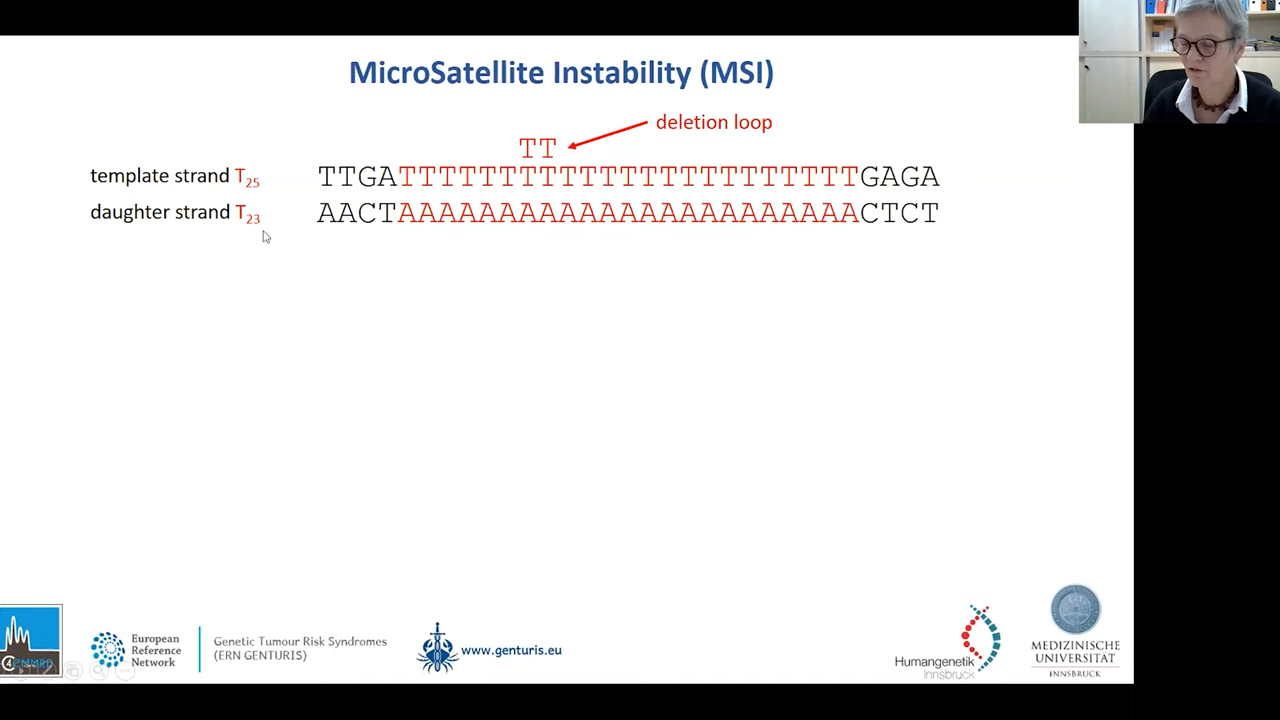 MicroSatellite Instability (MSI)
deletion loop
TT
template strand T25 TTGATTTTTTTTTTTTTTTTTTTTTTTGAGA
daughter strand T23 AACTAAAAAAAAAAAAAAAAAAAAAAACTCT
European
Reference
Network
Genetic Tumour Risk Syndromes
(ERN GENTURIS)
www.genturis.eu
Humangenetik
Innsbruck
MEDIZINISCHE
UNIVERSITÄT
INNSBRUCK